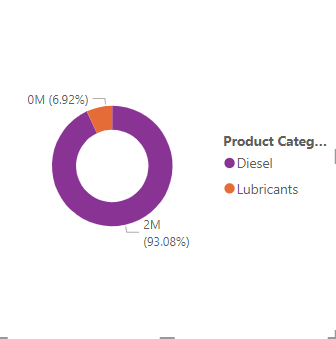 0M (6.92%)
Product Categ...
Diesel
Lubricants
2M
(93.08%)